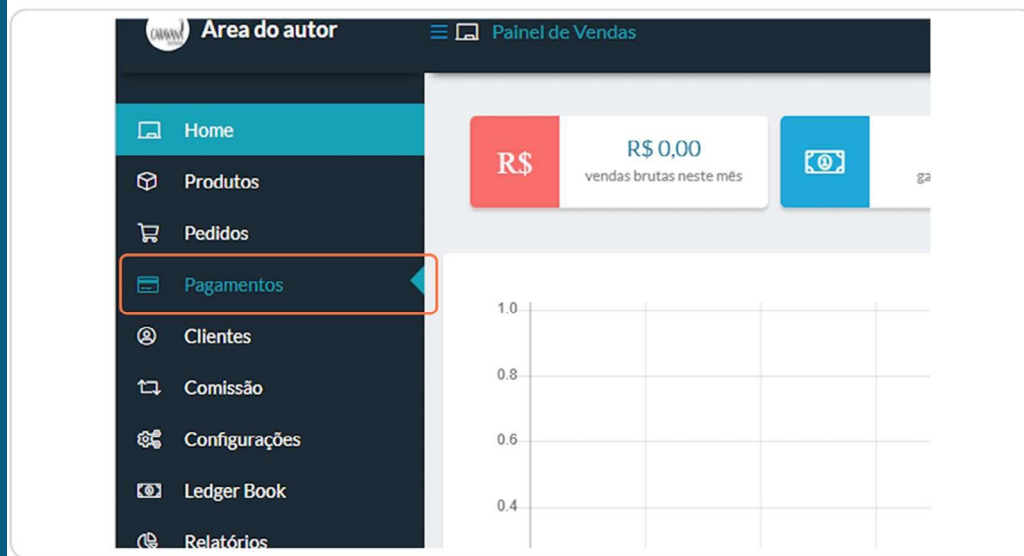 Area do autor
Painel de Vendas
Home
R$
R$ 0,00
vendas brutas neste mês
ga
Produtos
Pedidos
Pagamentos
Clientes
Comissão
Configurações
Ledger Book
Relatórios
1.0
0.8
0.6
0.4